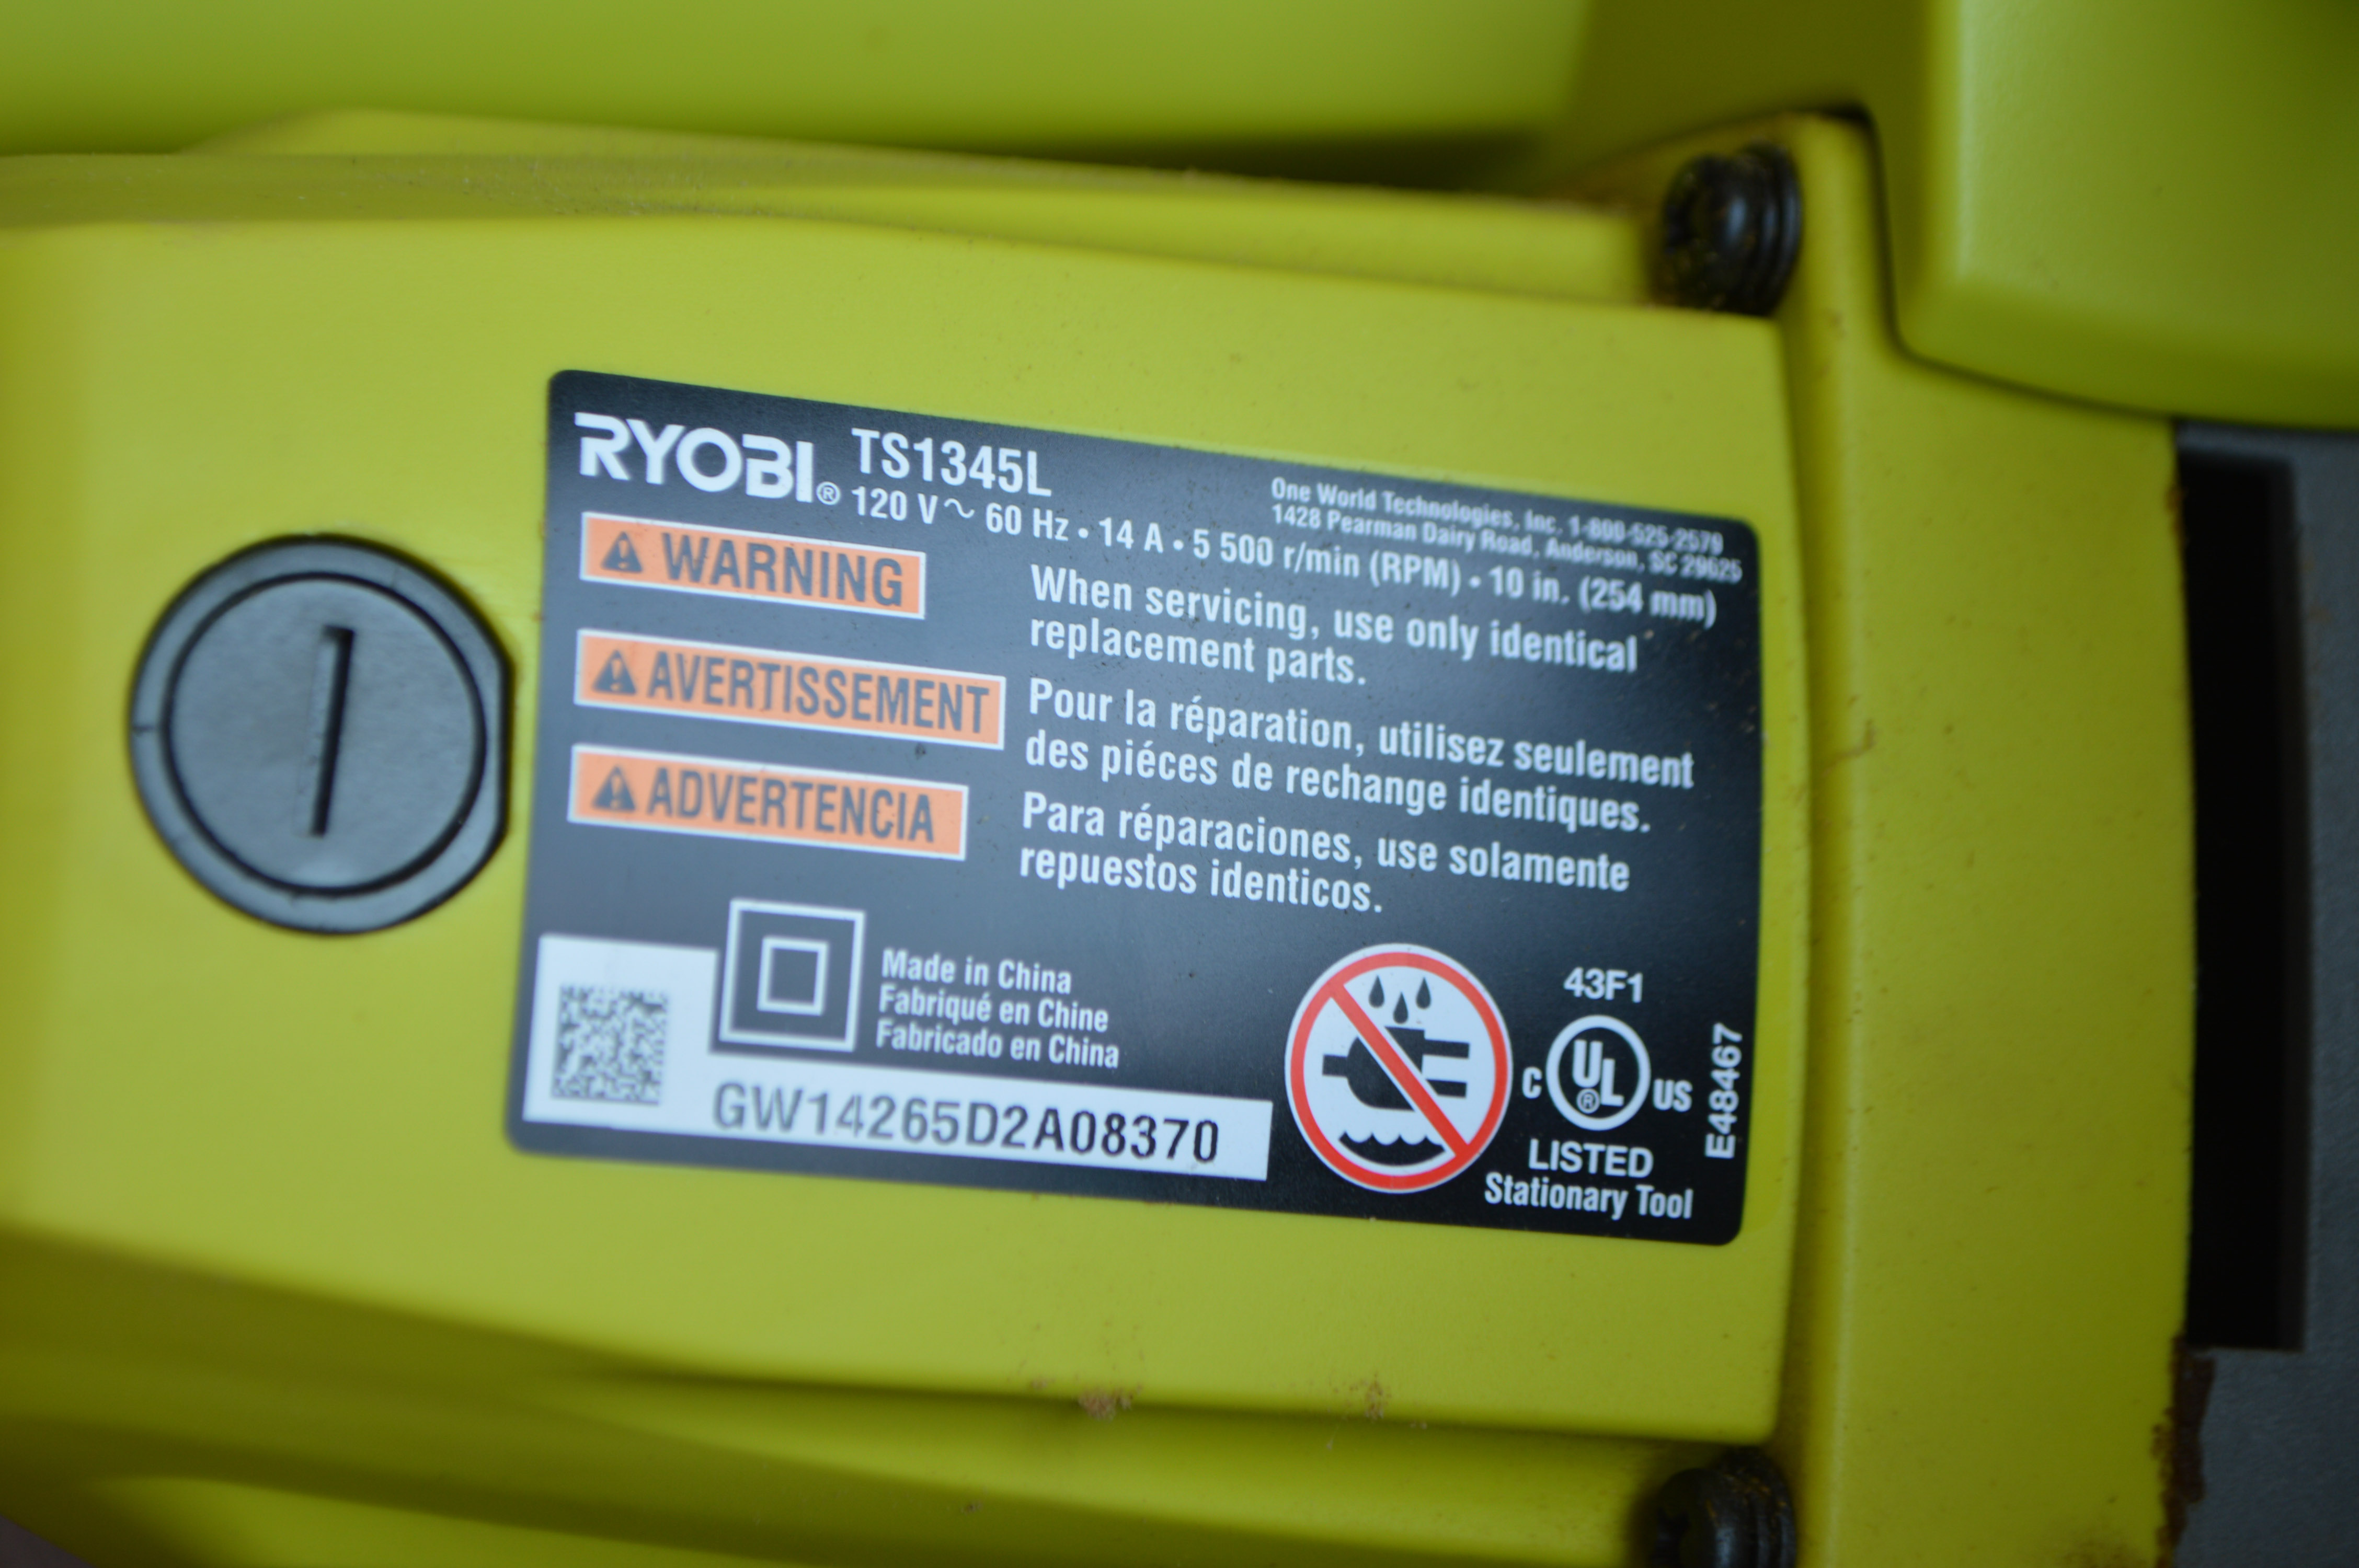 RYOBI® TS1345L
One World Technologies, Inc. 1-800-525-2579
1428 Pearman Dairy Road, Anderson, SC 29625
120 V~ 60 Hz • 14 A • 5 500 r/min (RPM) • 10 in. (254 mm)
WARNING
When servicing, use only identical
replacement parts.
AVERTISSEMENT
Pour la réparation, utilisez seulement
des piéces de rechange identiques.
ADVERTENCIA
Para réparaciones, use solamente
repuestos identicos.
Made in China
Fabriqué en Chine
Fabricado en China
GW14265D2A08370
43F1
C UL® US
LISTED
Stationary Tool
E48467